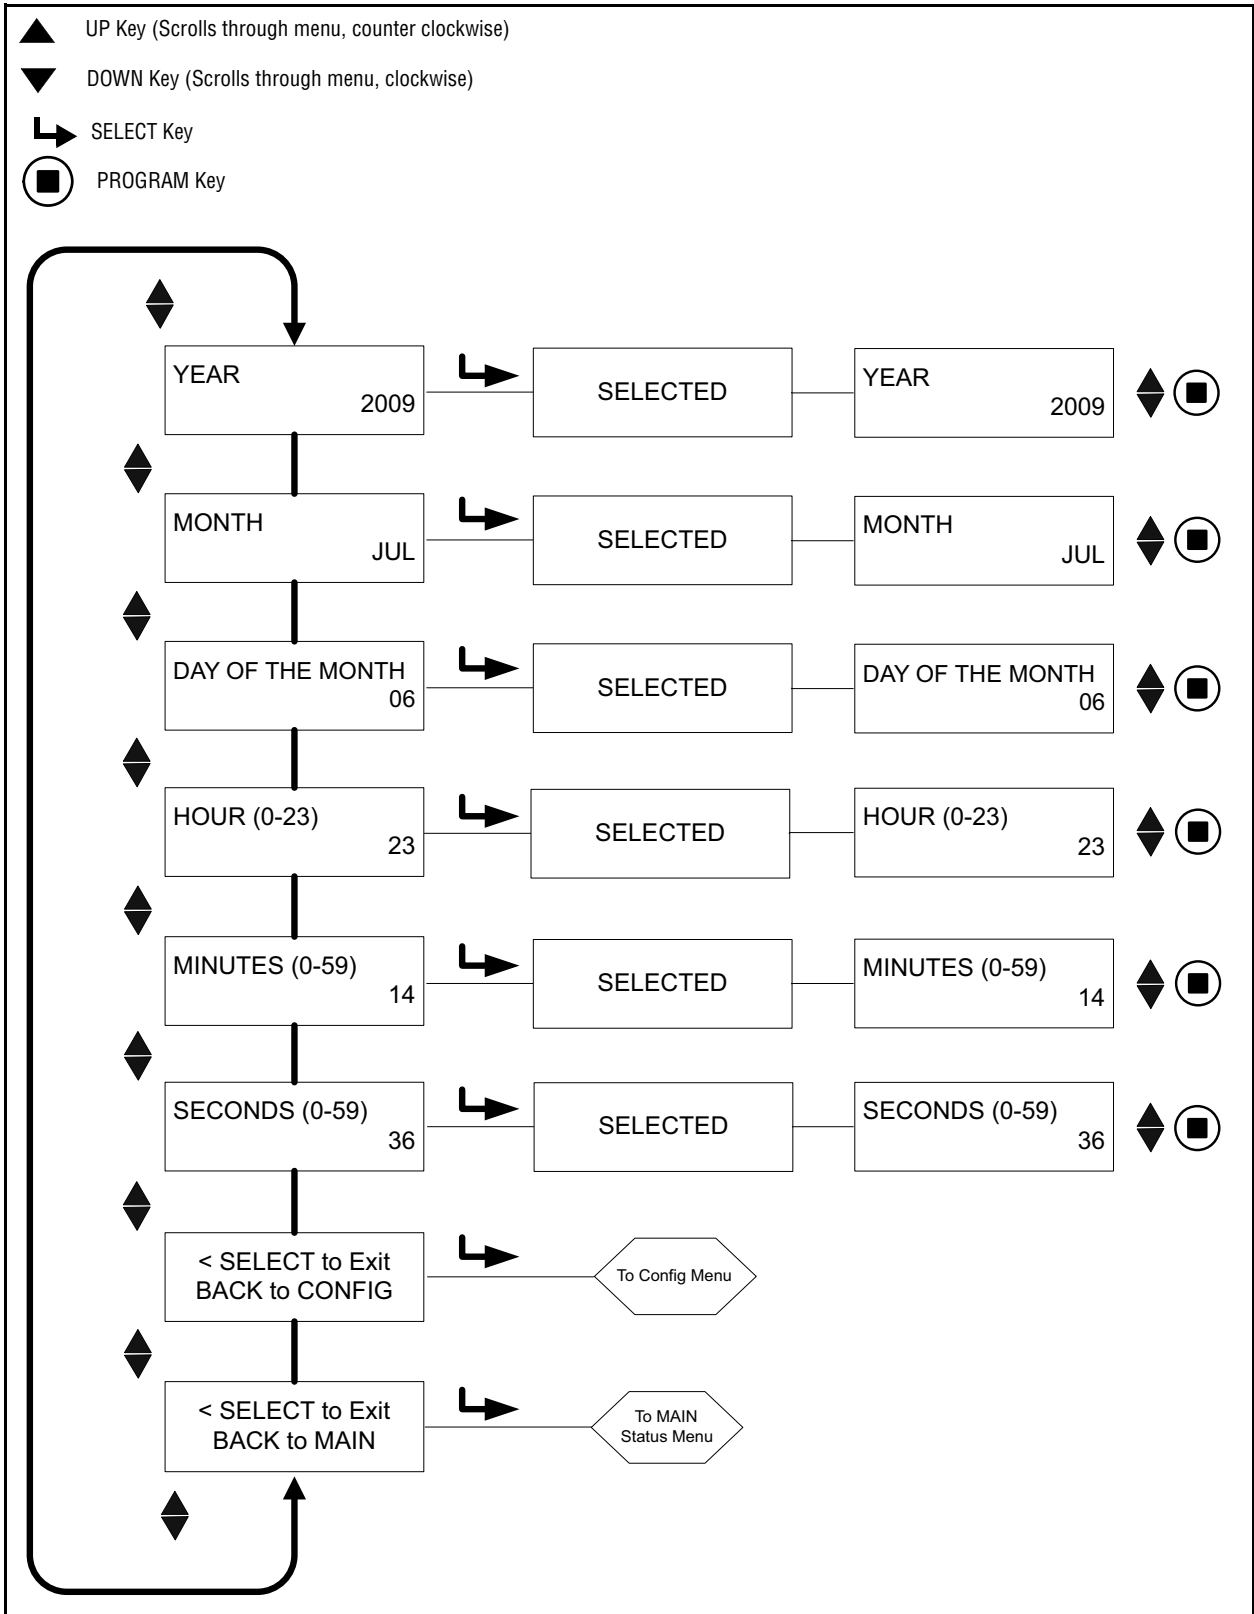 UP Key (Scrolls through menu, counter clockwise)
DOWN Key (Scrolls through menu, clockwise)
SELECT Key
PROGRAM Key
YEAR
2009
SELECTED
YEAR
2009
MONTH
JUL
SELECTED
MONTH
JUL
DAY OF THE MONTH
06
SELECTED
DAY OF THE MONTH
06
HOUR (0-23)
23
SELECTED
HOUR (0-23)
23
MINUTES (0-59)
14
SELECTED
MINUTES (0-59)
14
SECONDS (0-59)
36
SELECTED
SECONDS (0-59)
36
< SELECT to Exit
BACK to CONFIG
To Config Menu
< SELECT to Exit
BACK to MAIN
To MAIN
Status Menu